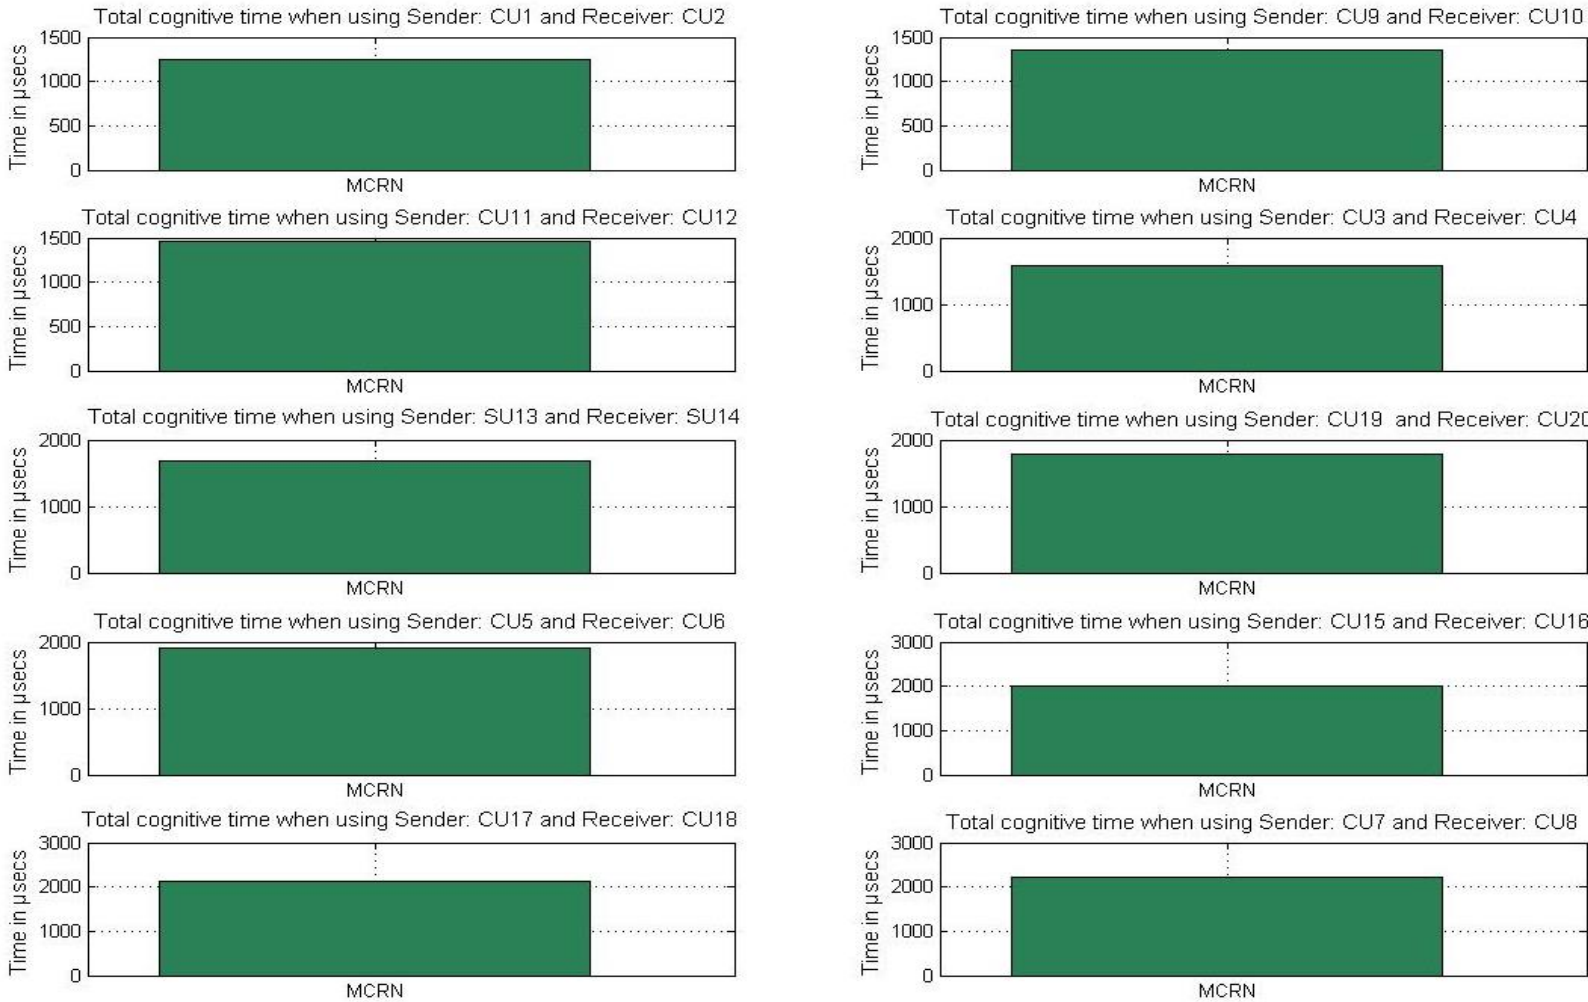 Total cognitive time when using Sender: CU1 and Receiver: CU2
Time in µsecs
1500
1000
500
0
MCRN
Total cognitive time when using Sender: CU9 and Receiver: CU10
Time in µsecs
1500
1000
500
0
MCRN
Total cognitive time when using Sender: CU11 and Receiver: CU12
Time in µsecs
1500
1000
500
0
MCRN
Total cognitive time when using Sender: CU3 and Receiver: CU4
Time in µsecs
2000
1000
0
MCRN
Total cognitive time when using Sender: SU13 and Receiver: SU14
Time in µsecs
2000
1000
0
MCRN
Total cognitive time when using Sender: CU19  and Receiver: CU20
Time in µsecs
2000
1000
0
MCRN
Total cognitive time when using Sender: CU5 and Receiver: CU6
Time in µsecs
2000
1000
0
MCRN
Total cognitive time when using Sender: CU15 and Receiver: CU16
Time in µsecs
3000
2000
1000
0
MCRN
Total cognitive time when using Sender: CU17 and Receiver: CU18
Time in µsecs
3000
2000
1000
0
MCRN
Total cognitive time when using Sender: CU7 and Receiver: CU8
Time in µsecs
3000
2000
1000
0
MCRN